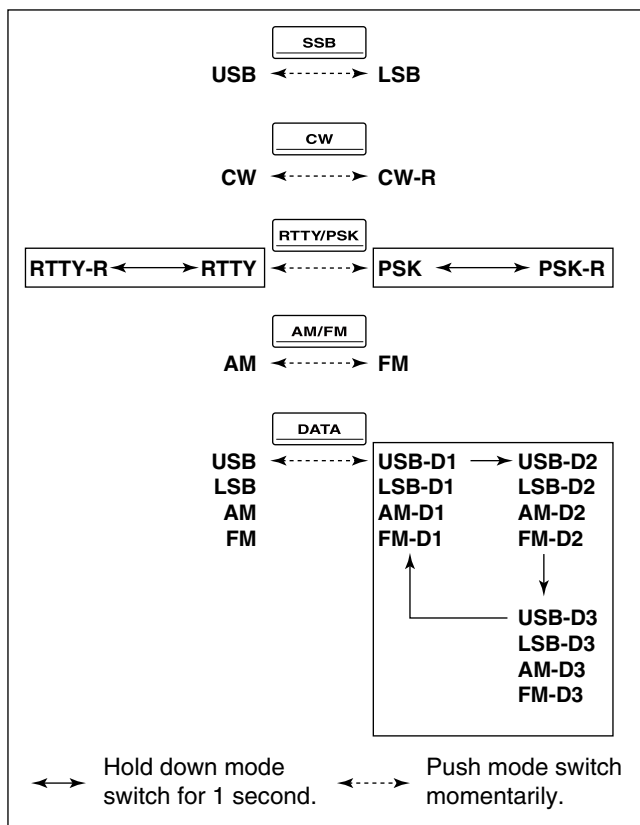 SSB
USB LSB
CW
CW CW-R
RTTY/PSK
RTTY-R RTTY PSK PSK-R
AM/FM
AM FM
DATA
USB USB-D1 USB-D2
LSB LSB-D1 LSB-D2
AM AM-D1 AM-D2
FM FM-D1 FM-D2
USB-D3
LSB-D3
AM-D3
FM-D3
Hold down mode
switch for 1 second.
Push mode switch
momentarily.